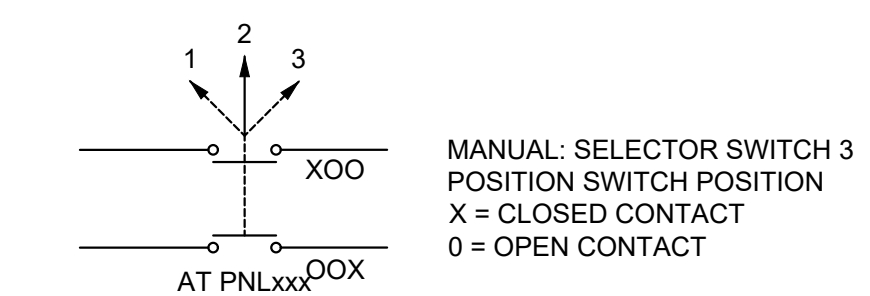 2
1
3
XOO
MANUAL: SELECTOR SWITCH 3
POSITION SWITCH POSITION
X = CLOSED CONTACT
0 = OPEN CONTACT
OOX
AT PNLxxx